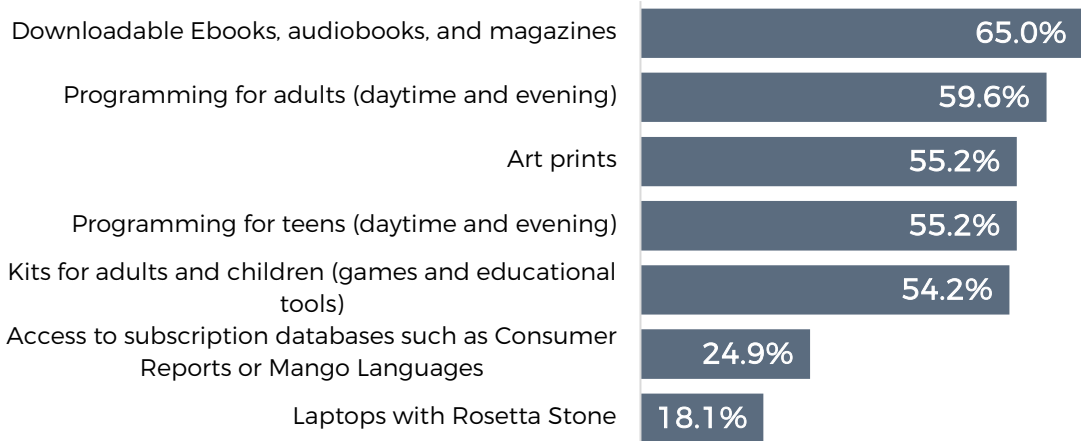 Downloadable Ebooks, audiobooks, and magazines 65.0%
Programming for adults (daytime and evening) 59.6%
Art prints 55.2%
Programming for teens (daytime and evening) 55.2%
Kits for adults and children (games and educational
tools) 54.2%
Access to subscription databases such as Consumer
Reports or Mango Languages 24.9%
Laptops with Rosetta Stone 18.1%